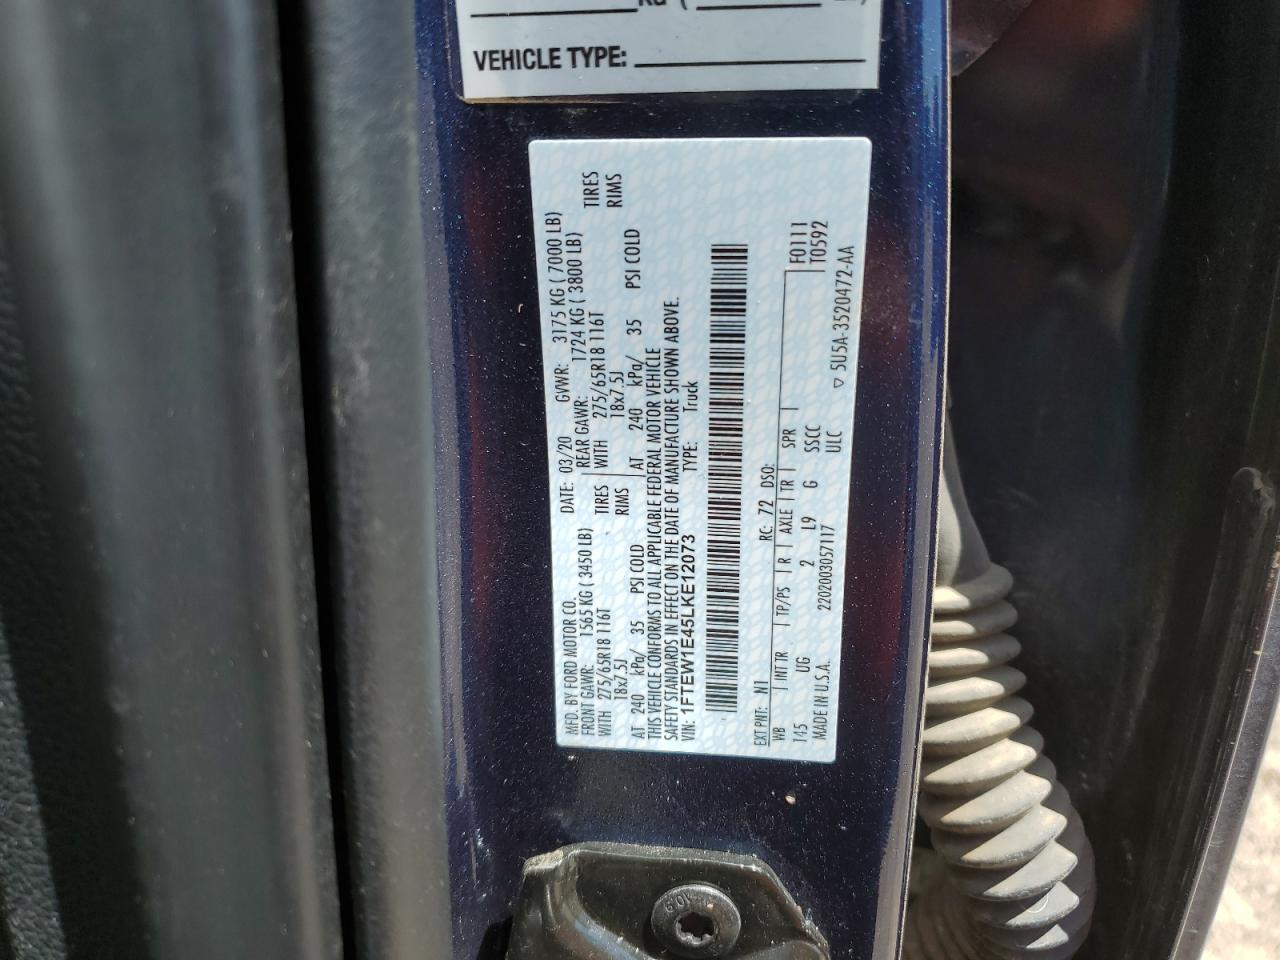 VEHICLE TYPE:
MFD. BY FORD MOTOR CO. DATE: 03/20 GVWR: 3175 KG ( 7000 LB)
FRONT GAWR: 1565 KG ( 3450 LB) REAR GAWR: 1724 KG ( 3800 LB)
WITH 275/65R18 116T TIRES WITH 275/65R18 116T TIRES
18x7.5J RIMS 18x7.5J RIMS
AT 240 kPa/ 35 PSI COLD AT 240 kPa/ 35 PSI COLD
THIS VEHICLE CONFORMS TO ALL APPLICABLE FEDERAL MOTOR VEHICLE
SAFETY STANDARDS IN EFFECT ON THE DATE OF MANUFACTURE SHOWN ABOVE.
VIN: 1FTEW1E45LKE12073 TYPE: Truck
EXT PNT: N1 RC: 72 DSO: F0111
WB INT TR TP/PS R AXLE TR SPR T0592
145 UG 2 L9 G SSCC
MADE IN U.S.A. 2202003057117 ULC ▽ 5U5A-3520472-AA
10.9